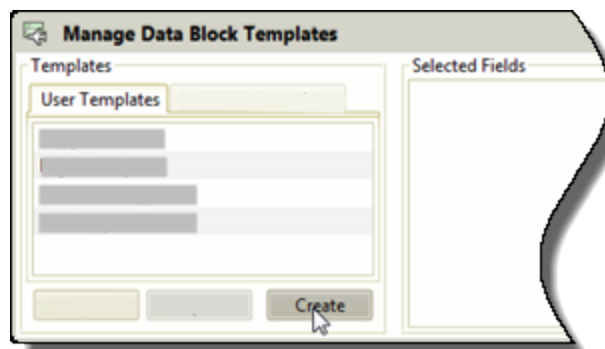 Manage Data Block Templates
Templates
Selected Fields
User Templates
Create